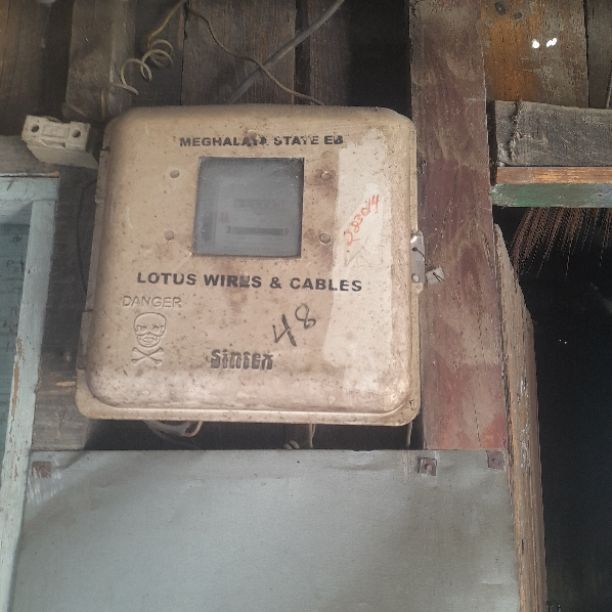 MEGHALAYA STATE EB
LOTUS WIRES & CABLES
DANGER
48
Sintex